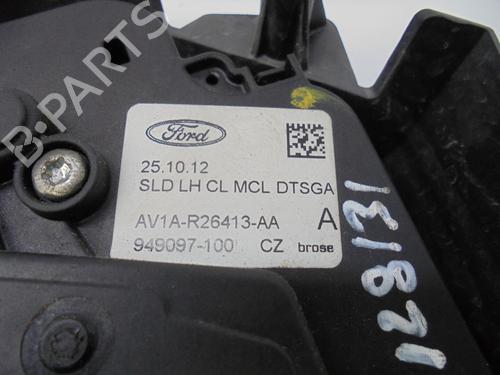 B-PARTS
Ford
25.10.12
SLD LH CL MCL DTSGA
AV1A-R26413-AA A
949097-100 CZ brose